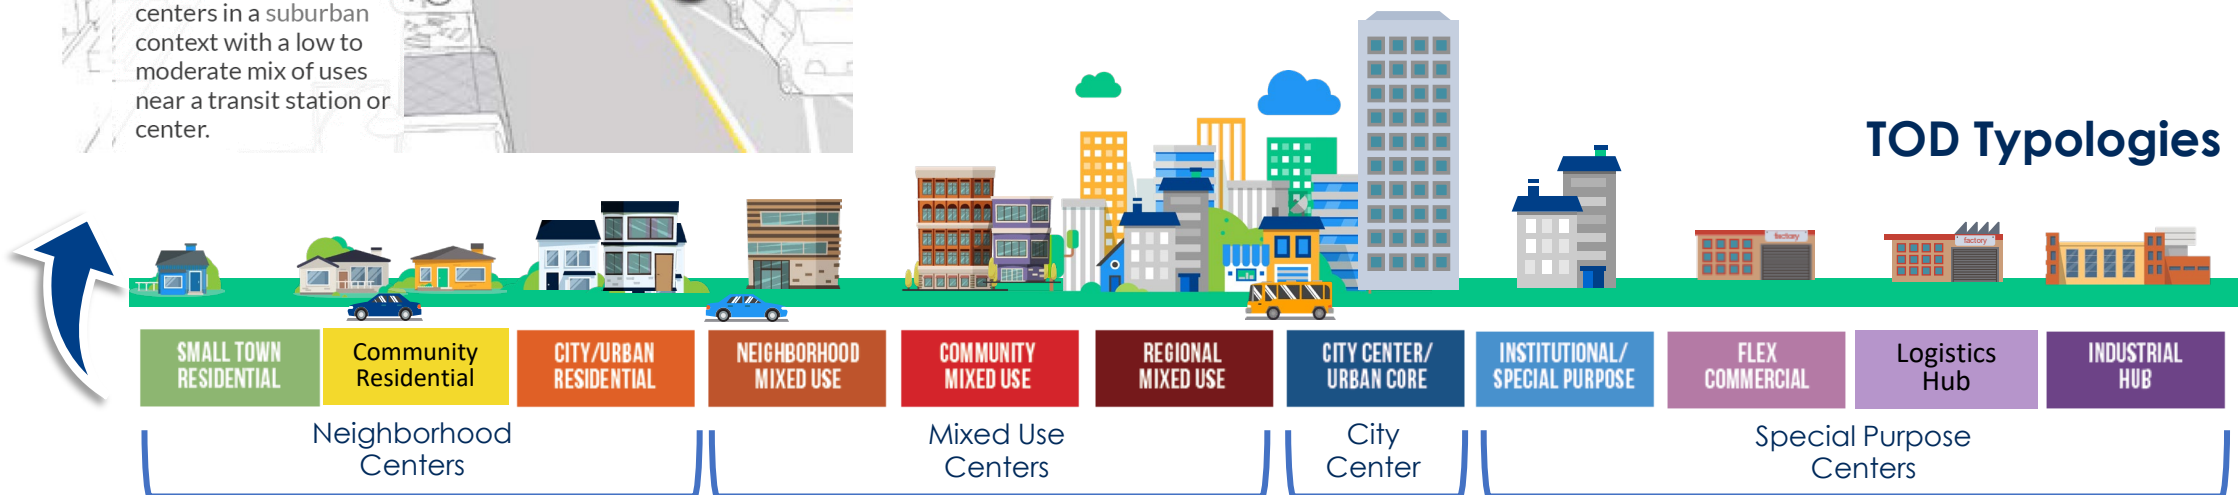 centers in a suburban
context with a low to
moderate mix of uses
near a transit station or
center.
TOD Typologies
factory
factory
SMALL TOWN
RESIDENTIAL
Community
Residential
CITY/URBAN
RESIDENTIAL
NEIGHBORHOOD
MIXED USE
COMMUNITY
MIXED USE
REGIONAL
MIXED USE
CITY CENTER/
URBAN CORE
INSTITUTIONAL/
SPECIAL PURPOSE
FLEX
COMMERCIAL
Logistics
Hub
INDUSTRIAL
HUB
Neighborhood
Centers
Mixed Use
Centers
City
Center
Special Purpose
Centers